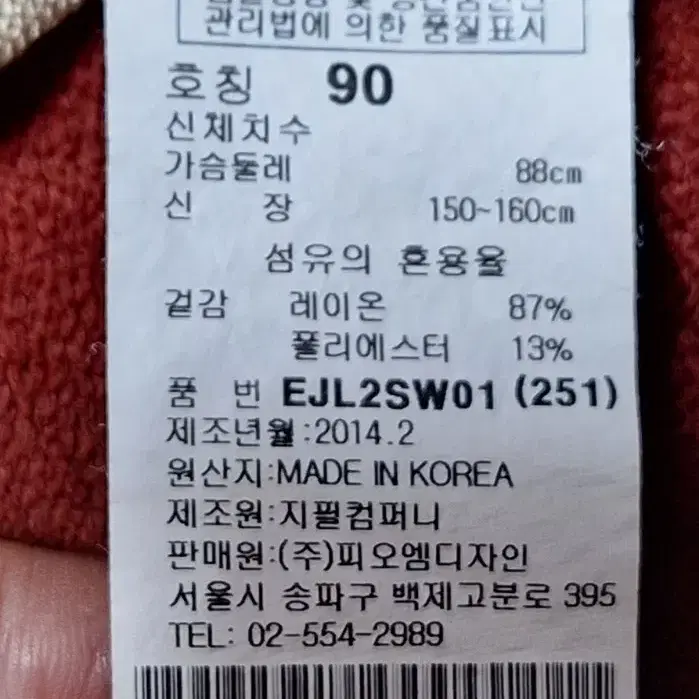 관리법에 의한 품질표시
호칭 90
신체치수
가슴둘레 88cm
신 장 150~160cm
섬유의 혼용율
겉감 레이온 87%
폴리에스터 13%
품 번 EJL2SW01 (251)
제조년월:2014.2
원산지:MADE IN KOREA
제조원:지필컴퍼니
판매원:(주)피오엠디자인
서울시 송파구 백제고분로 395
TEL: 02-554-2989